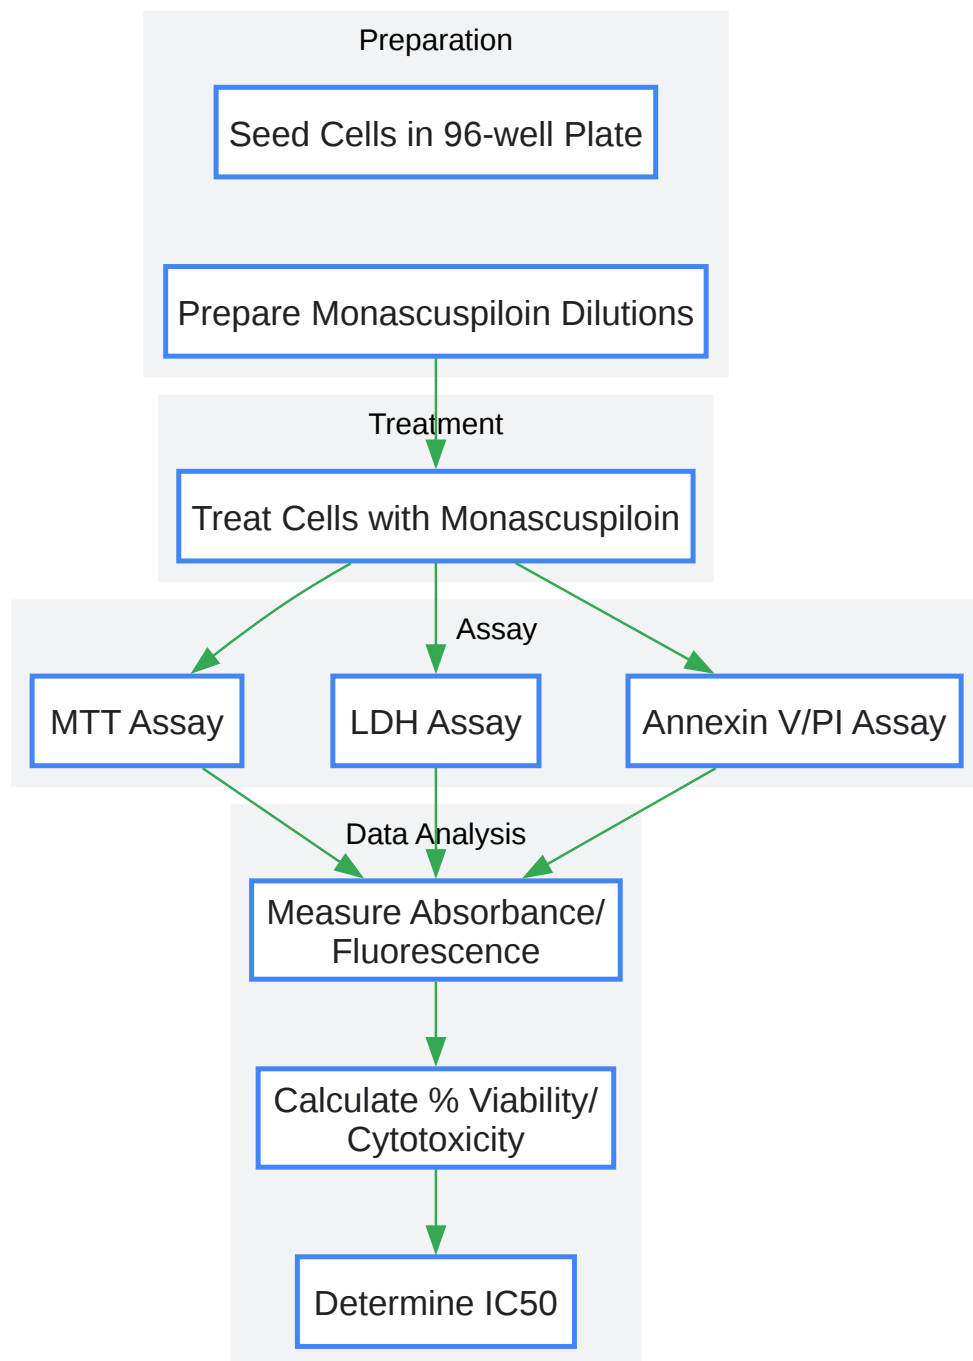 Preparation
Seed Cells in 96-well Plate
Prepare Monascuspiloin Dilutions
Treatment
Treat Cells with Monascuspiloin
Assay
MTT Assay
LDH Assay
Annexin V/PI Assay
Data Analysis
Measure Absorbance/
Fluorescence
Calculate % Viability/
Cytotoxicity
Determine IC50